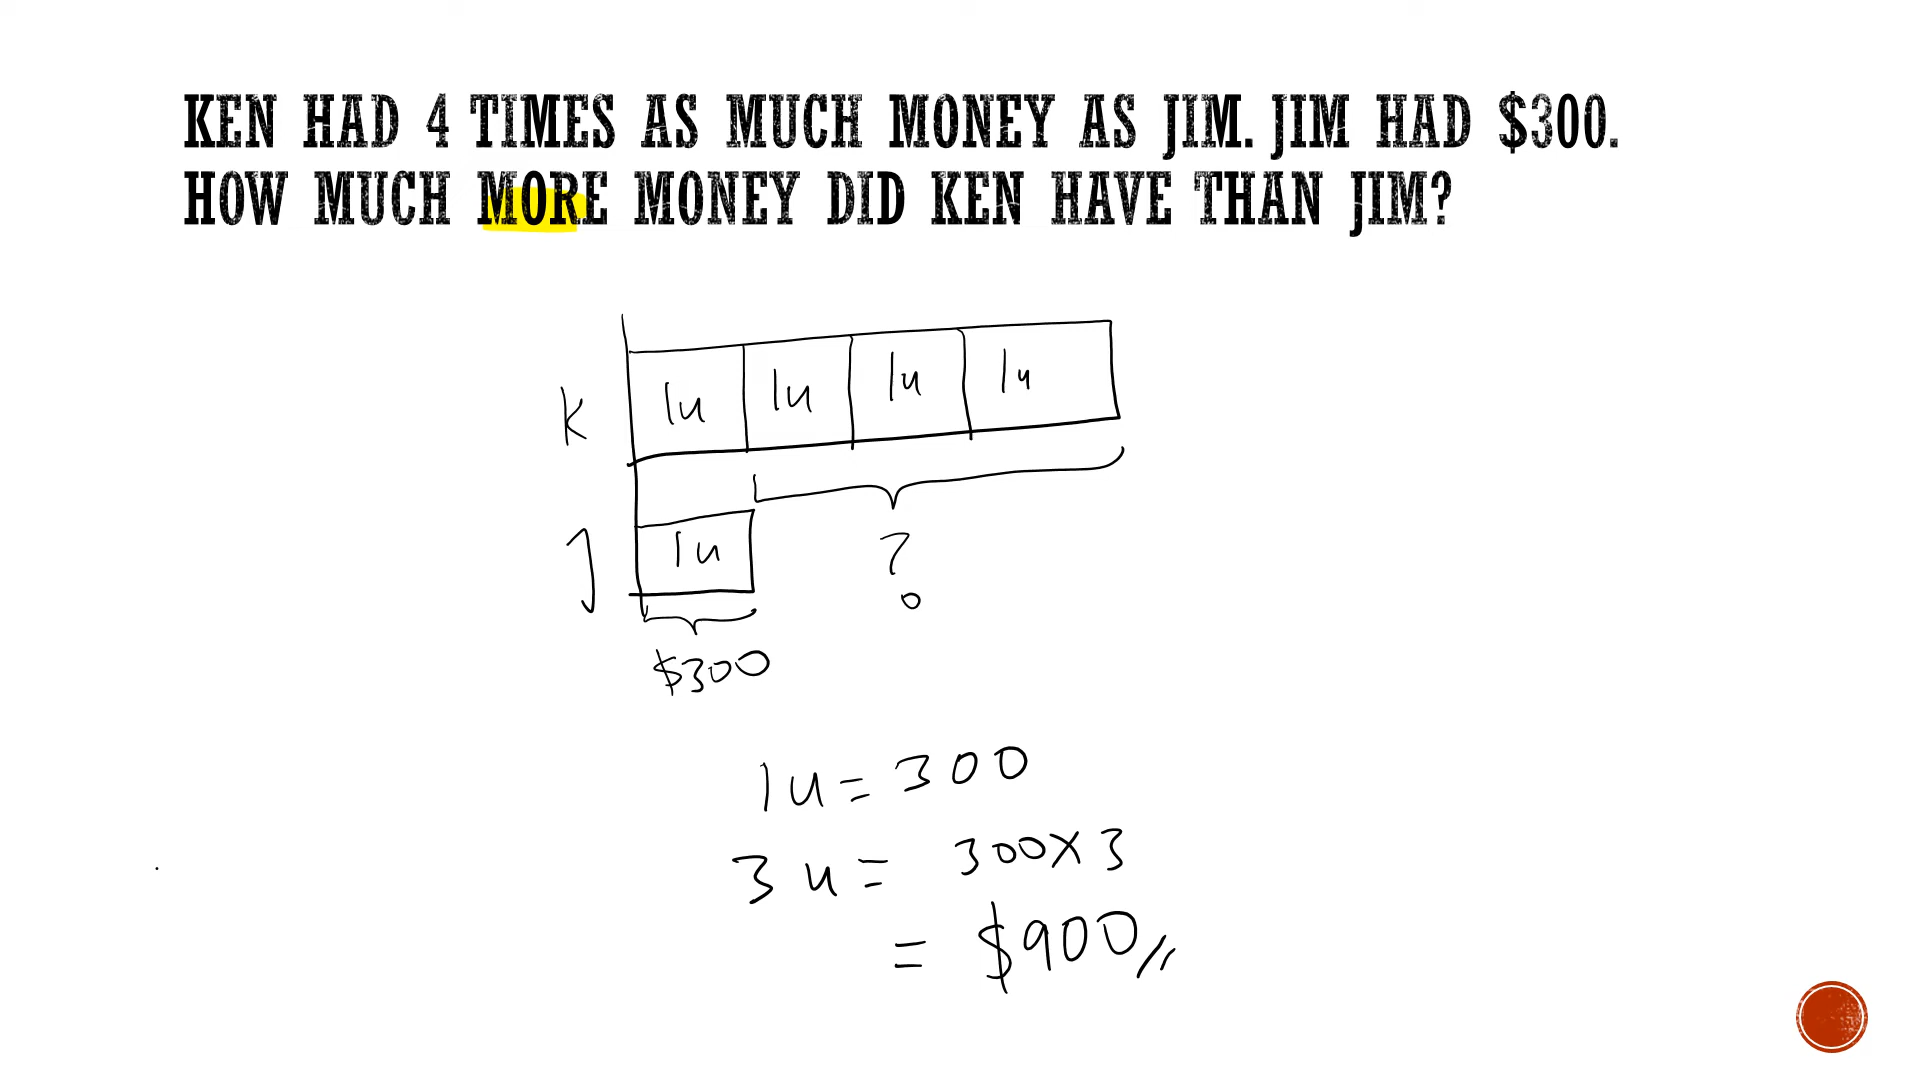 KEN HAD 4 TIMES AS MUCH MONEY AS JIM. JIM HAD $300.
HOW MUCH MORE MONEY DID KEN HAVE THAN JIM?
K 1u 1u 1u 1u
J 1u ?
$300
1u = 300
3u = 300 x 3
= $900